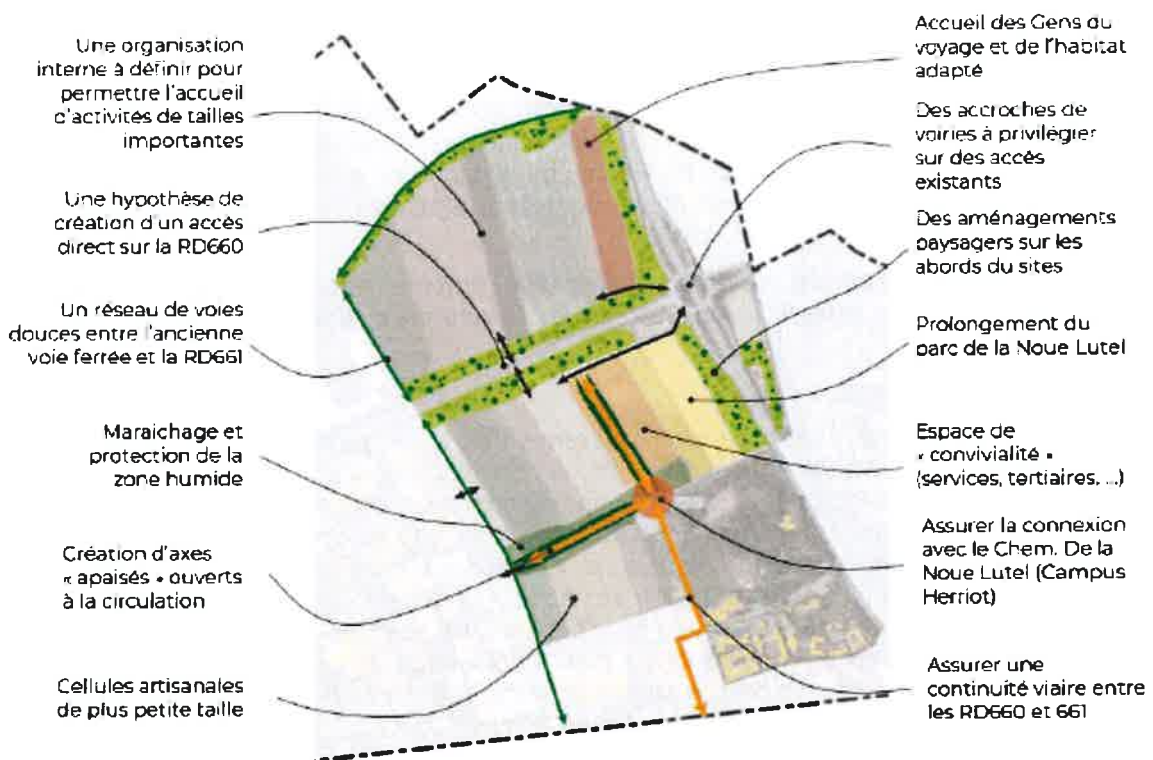 Une organisation
interne à définir pour
permettre l'accueil
d'activités de tailles
importantes
Une hypothèse de
création d'un accès
direct sur la RD660
Un réseau de voies
douces entre l'ancienne
voie ferrée et la RD661
Maraichage et
protection de la
zone humide
Création d'axes
« apaisés » ouverts
à la circulation
Cellules artisanales
de plus petite taille
Accueil des Gens du
voyage et de l'habitat
adapté
Des accroches de
voiries à privilégier
sur des accès
existants
Des aménagements
paysagers sur les
abords du sites
Prolongement du
parc de la Noue Lutel
Espace de
« convivialité »
(services, tertiaires, ...)
Assurer la connexion
avec le Chem. De la
Noue Lutel (Campus
Herriot)
Assurer une
continuité viaire entre
les RD660 et 661